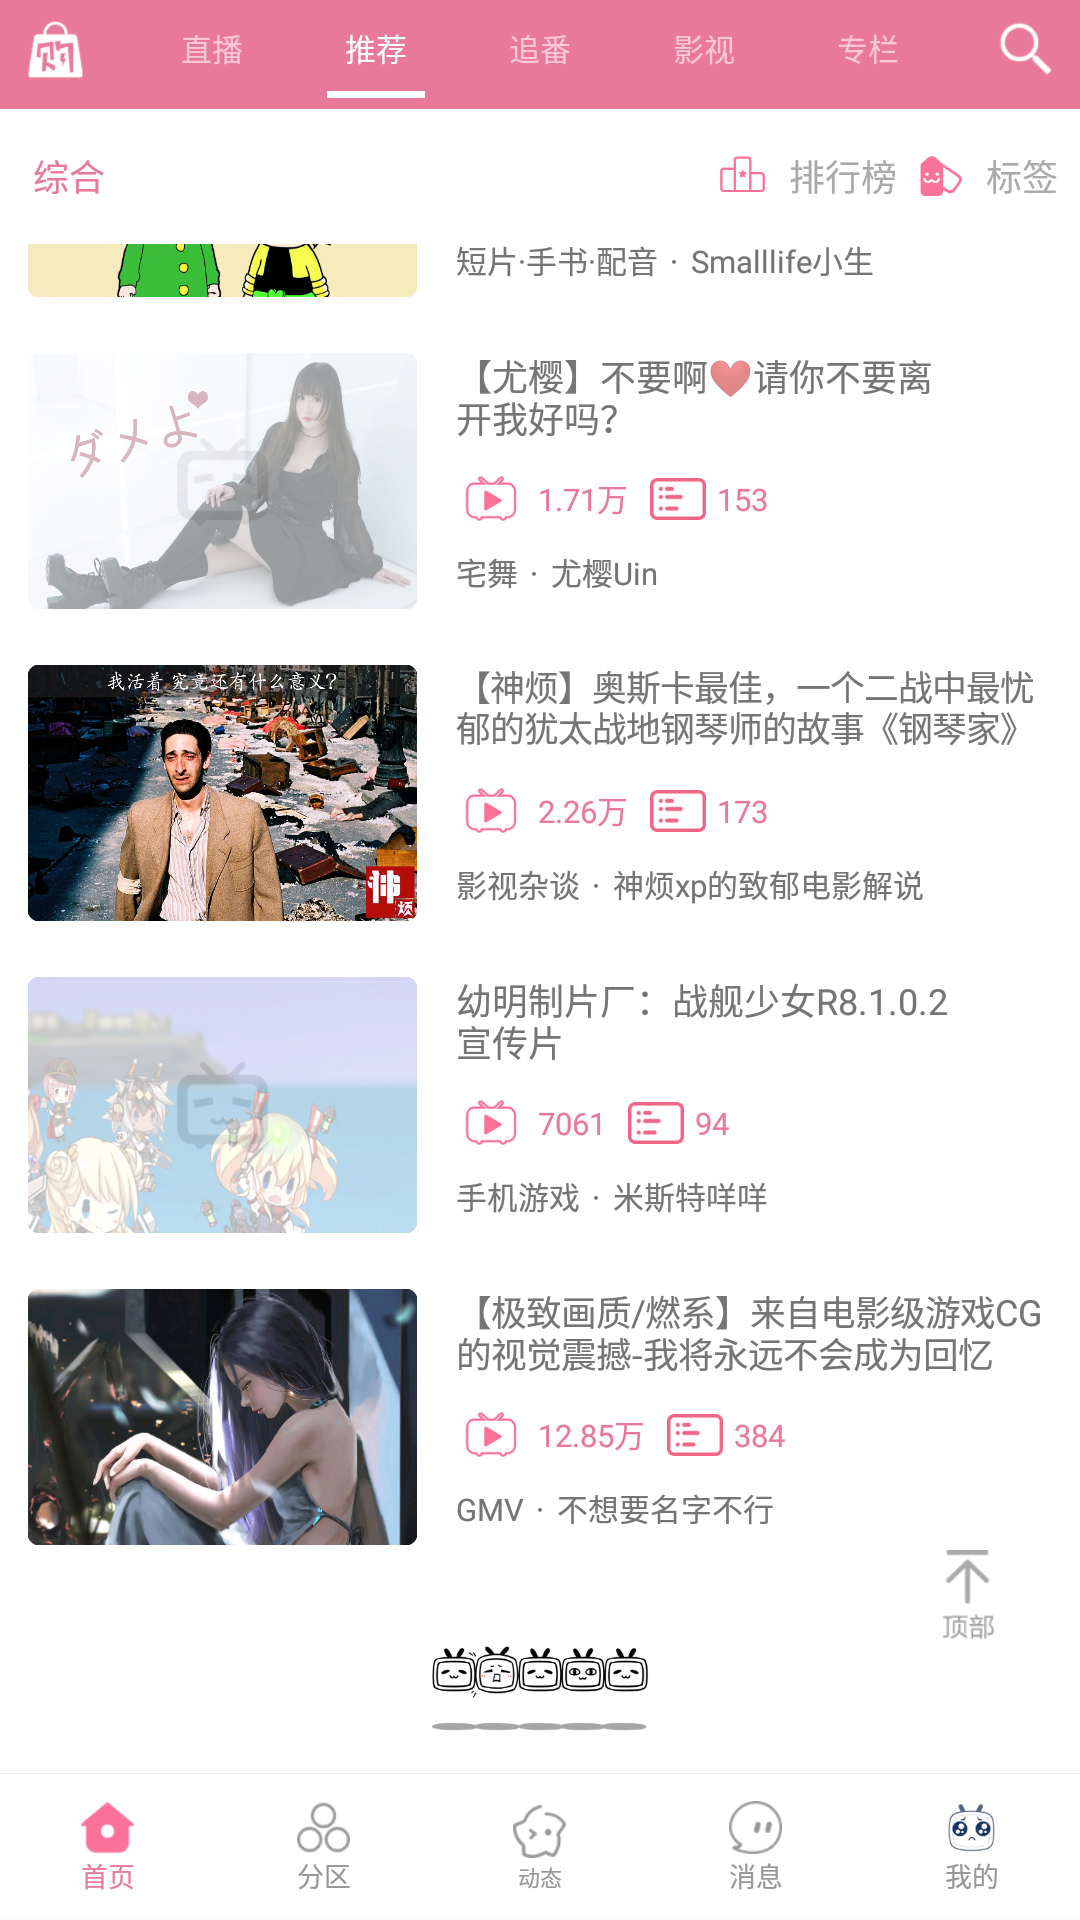 购
直播
推荐
追番
影视
专栏
综合
排行榜
标签
短片·手书·配音 · Smalllife小生
ダメよ
【尤樱】不要啊❤请你不要离
开我好吗?
1.71万
153
宅舞 · 尤樱Uin
我活着 究竟还有什么意义?
神
烦
【神烦】奥斯卡最佳，一个二战中最忧
郁的犹太战地钢琴师的故事《钢琴家》
2.26万
173
影视杂谈 · 神烦xp的致郁电影解说
幼明制片厂：战舰少女R8.1.0.2
宣传片
7061
94
手机游戏 · 米斯特咩咩
【极致画质/燃系】来自电影级游戏CG
的视觉震撼-我将永远不会成为回忆
12.85万
384
GMV · 不想要名字不行
顶部
首页
分区
动态
消息
我的